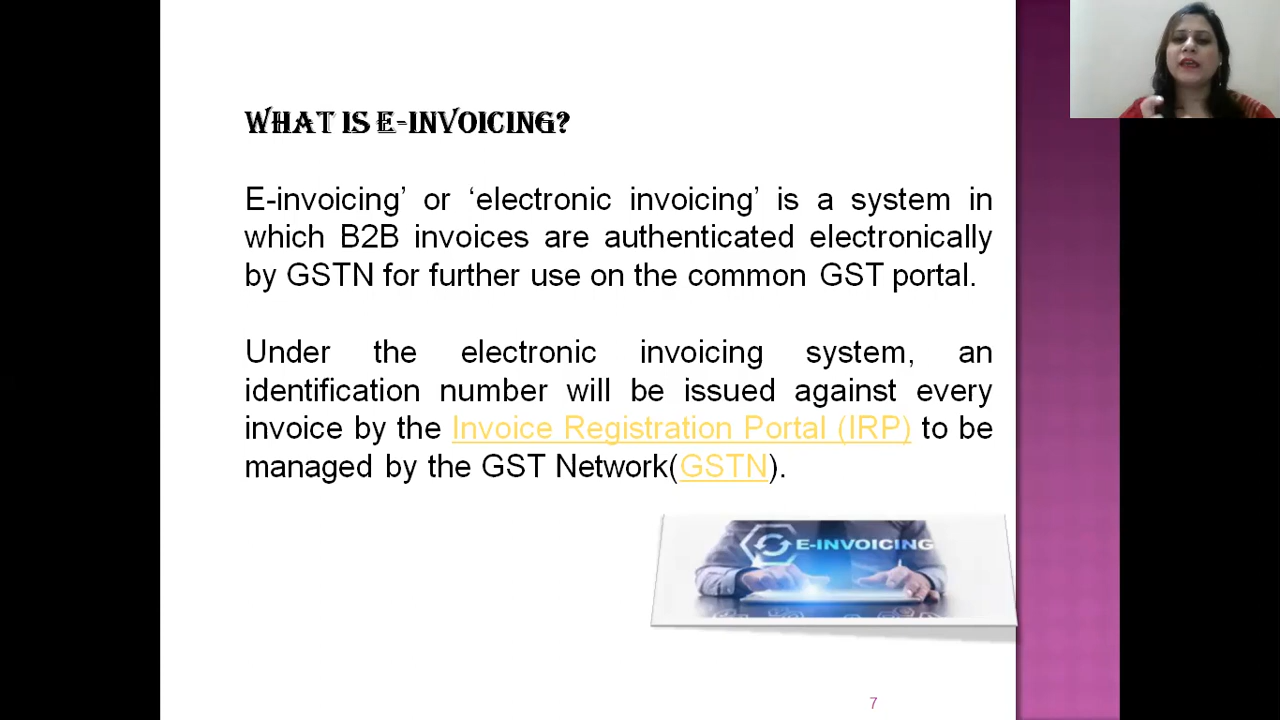 WHAT IS E-INVOICING?
E-invoicing’ or ‘electronic invoicing’ is a system in
which B2B invoices are authenticated electronically
by GSTN for further use on the common GST portal.
Under the electronic invoicing system, an
identification number will be issued against every
invoice by the Invoice Registration Portal (IRP) to be
managed by the GST Network(GSTN).
E-INVOICING
7